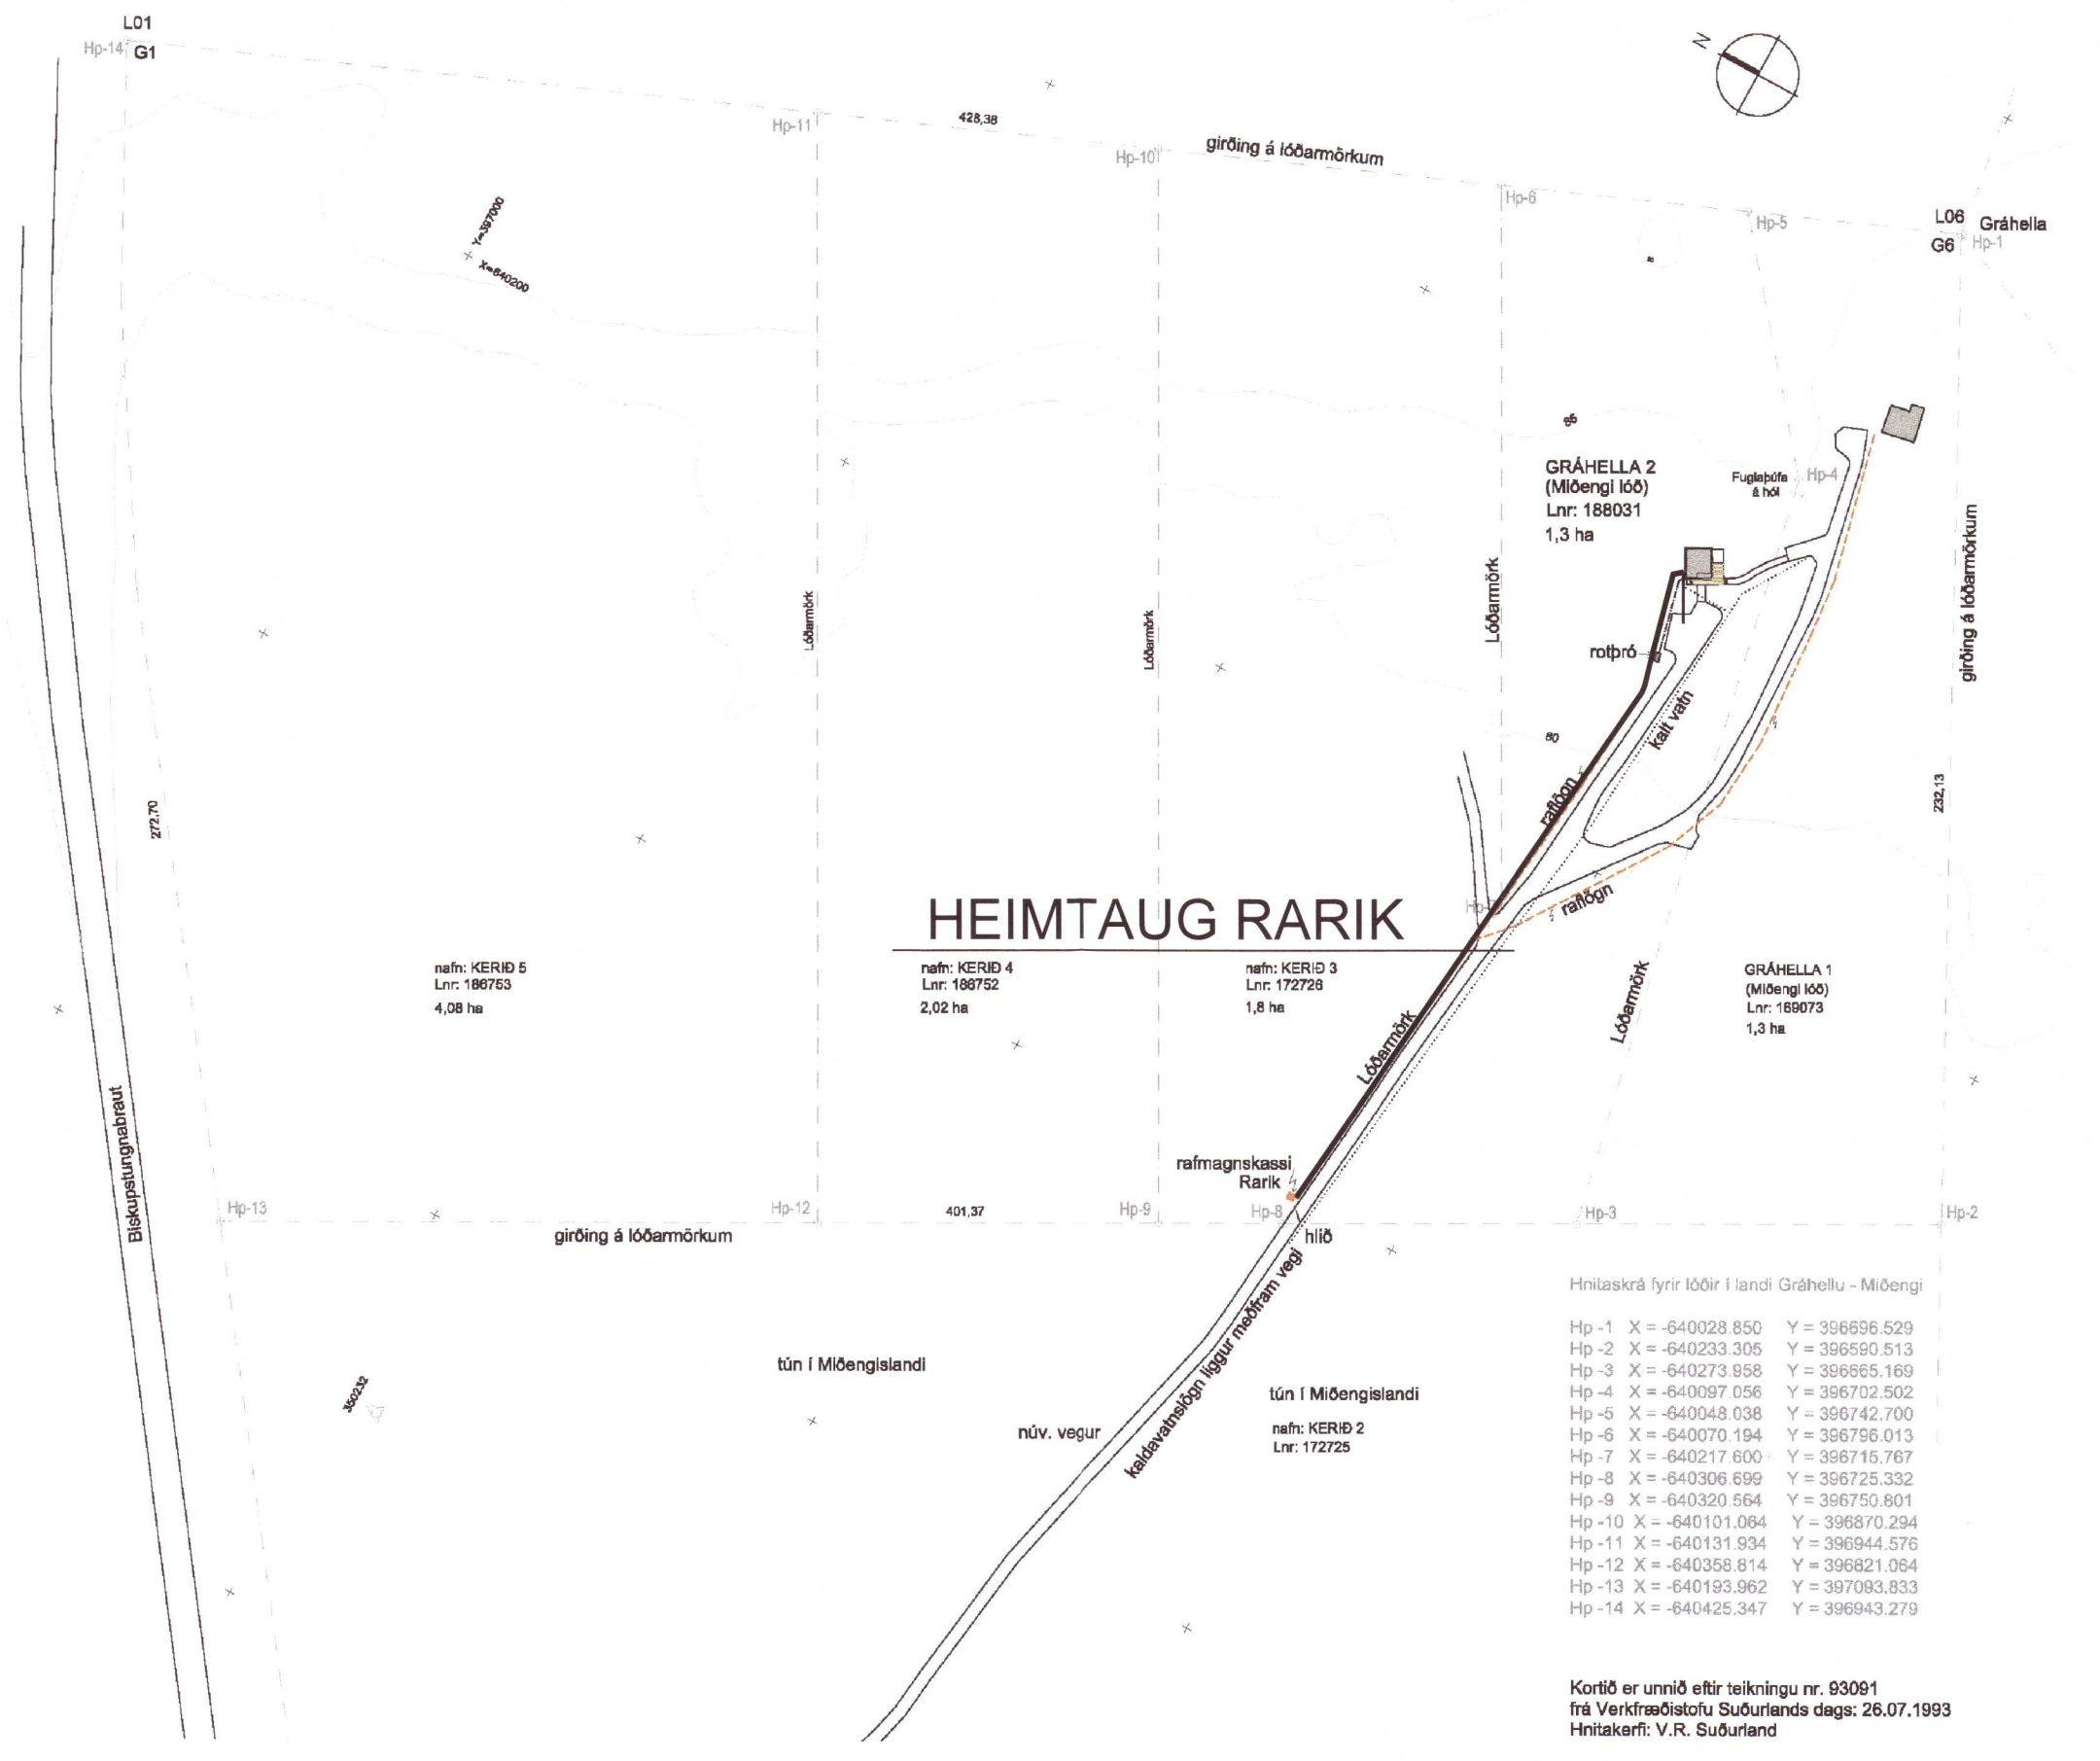 L01
Hp-14 G1
N
Hp-11
428,38
Hp-10
girðing á lóðarmörkum
Hp-6
Hp-5
L06 Gráhella
G6 Hp-1
Y=397000
X=640200
GRÁHELLA 2
(Miðengi lóð)
Lnr: 188031
1,3 ha
Fuglaþúfa
á hól
Hp-4
girðing á lóðarmörkum
Lóðarmörk
Lóðarmörk
Lóðarmörk
rotþró
kalt vatn
80
raflögn
272,70
232,13
HEIMTAUG RARIK
raflögn
nafn: KERIÐ 5
Lnr: 186753
4,08 ha
nafn: KERIÐ 4
Lnr: 186752
2,02 ha
nafn: KERIÐ 3
Lnr: 172726
1,8 ha
GRÁHELLA 1
(Miðengi lóð)
Lnr: 169073
1,3 ha
Lóðarmörk
Lóðarmörk
Biskupstungnabraut
rafmagnskassi
Rarik
Hp-13
Hp-12
401,37
Hp-9
Hp-8
Hp-3
Hp-2
girðing á lóðarmörkum
hlið
kaldavatnslögn liggur meðfram vegi
tún í Miðengislandi
350232
núv. vegur
tún í Miðengislandi
nafn: KERIÐ 2
Lnr: 172725
Hnitaskrá fyrir lóðir í landi Gráhellu - Miðengi
Hp -1 X = -640028.850 Y = 396696.529
Hp -2 X = -640233.305 Y = 396590.513
Hp -3 X = -640273.958 Y = 396665.169
Hp -4 X = -640097.056 Y = 396702.502
Hp -5 X = -640048.038 Y = 396742.700
Hp -6 X = -640070.194 Y = 396796.013
Hp -7 X = -640217.600 Y = 396715.767
Hp -8 X = -640306.699 Y = 396725.332
Hp -9 X = -640320.564 Y = 396750.801
Hp -10 X = -640101.064 Y = 396870.294
Hp -11 X = -640131.934 Y = 396944.576
Hp -12 X = -640358.814 Y = 396821.064
Hp -13 X = -640193.962 Y = 397093.833
Hp -14 X = -640425.347 Y = 396943.279
Kortið er unnið eftir teikningu nr. 93091
frá Verkfræðistofu Suðurlands dags: 26.07.1993
Hnitakerfi: V.R. Suðurland